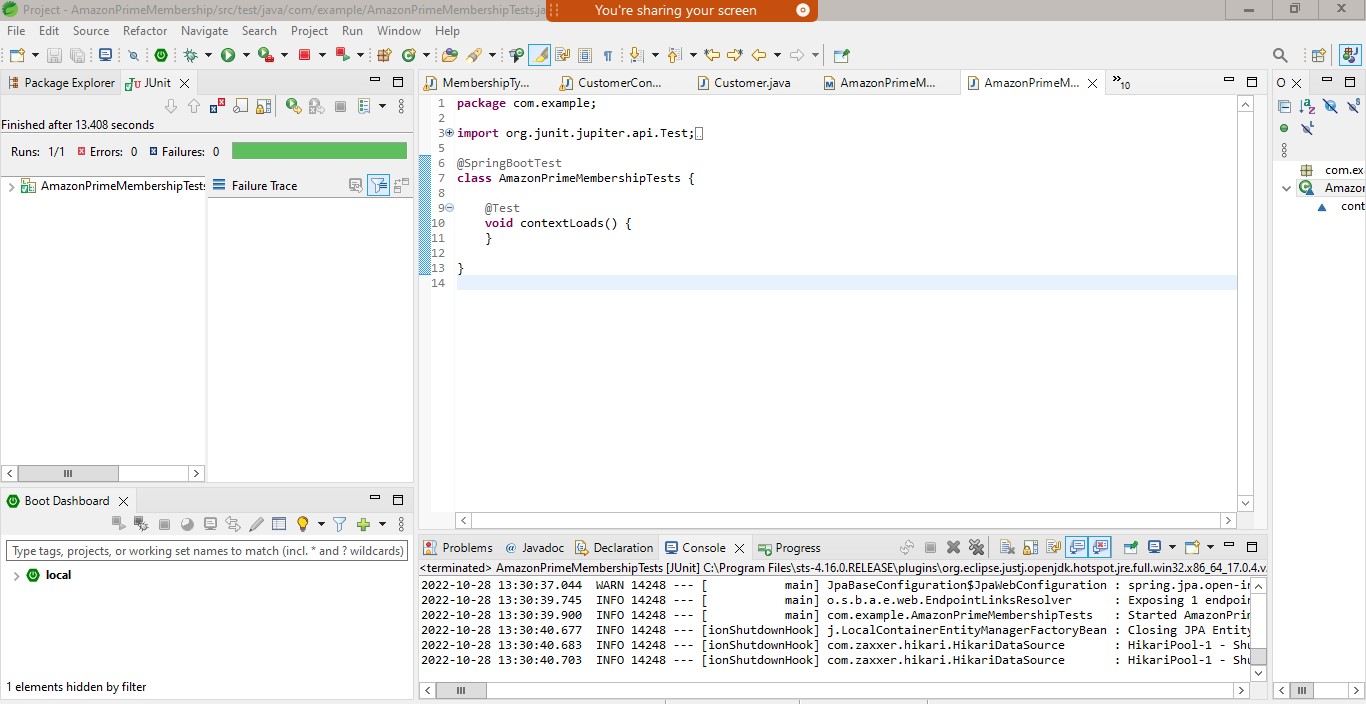 Project - AmazonPrimeMembership/src/test/java/com/example/AmazonPrimeMembershipTests.ja
You're sharing your screen
File Edit Source Refactor Navigate Search Project Run Window Help
Package Explorer JUnit
Finished after 13.408 seconds
Runs: 1/1 Errors: 0 Failures: 0
AmazonPrimeMembershipTests
Failure Trace
MembershipTy... CustomerCon... Customer.java AmazonPrimeM... AmazonPrimeM... »10
1 package com.example;
2
3 import org.junit.jupiter.api.Test;
5
6 @SpringBootTest
7 class AmazonPrimeMembershipTests {
8
9 @Test
10 void contextLoads() {
11 }
12
13 }
14
O
com.ex
Amazon
cont
Boot Dashboard
Type tags, projects, or working set names to match (incl. * and ? wildcards)
local
1 elements hidden by filter
Problems Javadoc Declaration Console Progress
<terminated> AmazonPrimeMembershipTests [JUnit] C:\Program Files\sts-4.16.0.RELEASE\plugins\org.eclipse.justj.openjdk.hotspot.jre.full.win32.x86_64_17.0.4.v
2022-10-28 13:30:37.044 WARN 14248 --- [ main] JpaBaseConfiguration$JpaWebConfiguration : spring.jpa.open-in
2022-10-28 13:30:39.745 INFO 14248 --- [ main] o.s.b.a.e.web.EndpointLinksResolver : Exposing 1 endpoin
2022-10-28 13:30:39.900 INFO 14248 --- [ main] com.example.AmazonPrimeMembershipTests : Started AmazonPri
2022-10-28 13:30:40.677 INFO 14248 --- [ionShutdownHook] j.LocalContainerEntityManagerFactoryBean : Closing JPA Entity
2022-10-28 13:30:40.683 INFO 14248 --- [ionShutdownHook] com.zaxxer.hikari.HikariDataSource : HikariPool-1 - Shu
2022-10-28 13:30:40.703 INFO 14248 --- [ionShutdownHook] com.zaxxer.hikari.HikariDataSource : HikariPool-1 - Shu